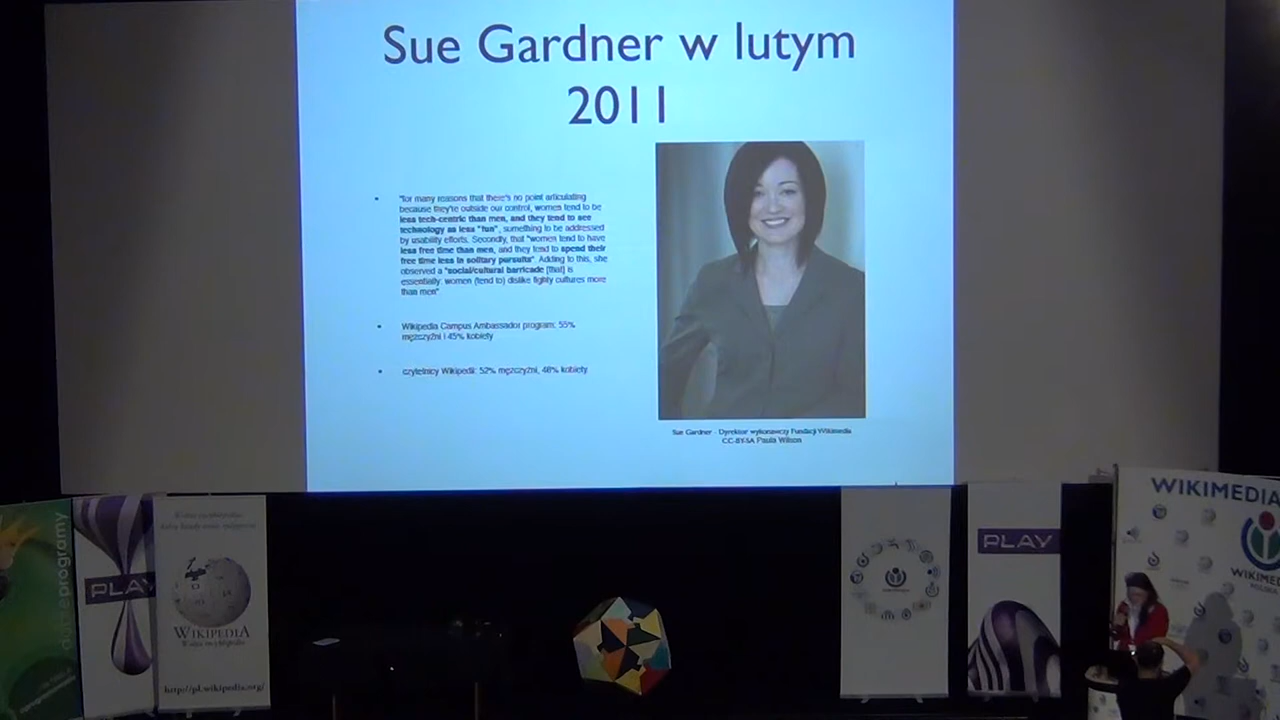 Sue Gardner w lutym
2011
"for many reasons that there's no point articulating
because they're outside our control, women tend to be
less tech-centric than men, and they tend to see
technology as less "fun", something to be addressed
by usability efforts. Secondly, that "women tend to have
less free time than men, and they tend to spend their
free time less in solitary pursuits". Adding to this, she
observed a "social/cultural barricade [that] is
essentially: women (tend to) dislike fighty cultures more
than men"
Wikipedia Campus Ambassador program: 55%
mężczyźni i 45% kobiety
czytelnicy Wikipedii: 52% mężczyźni, 48% kobiety
Sue Gardner - Dyrektor wykonawczy Fundacji Wikimedia
CC-BY-SA Paula Wilson
dobreprogramy
PLAY
WIKIPEDIA
Wolna encyklopedia
http://pl.wikipedia.org/
PLAY
WIKIMEDIA
WIKIMEDIA
POLSKA